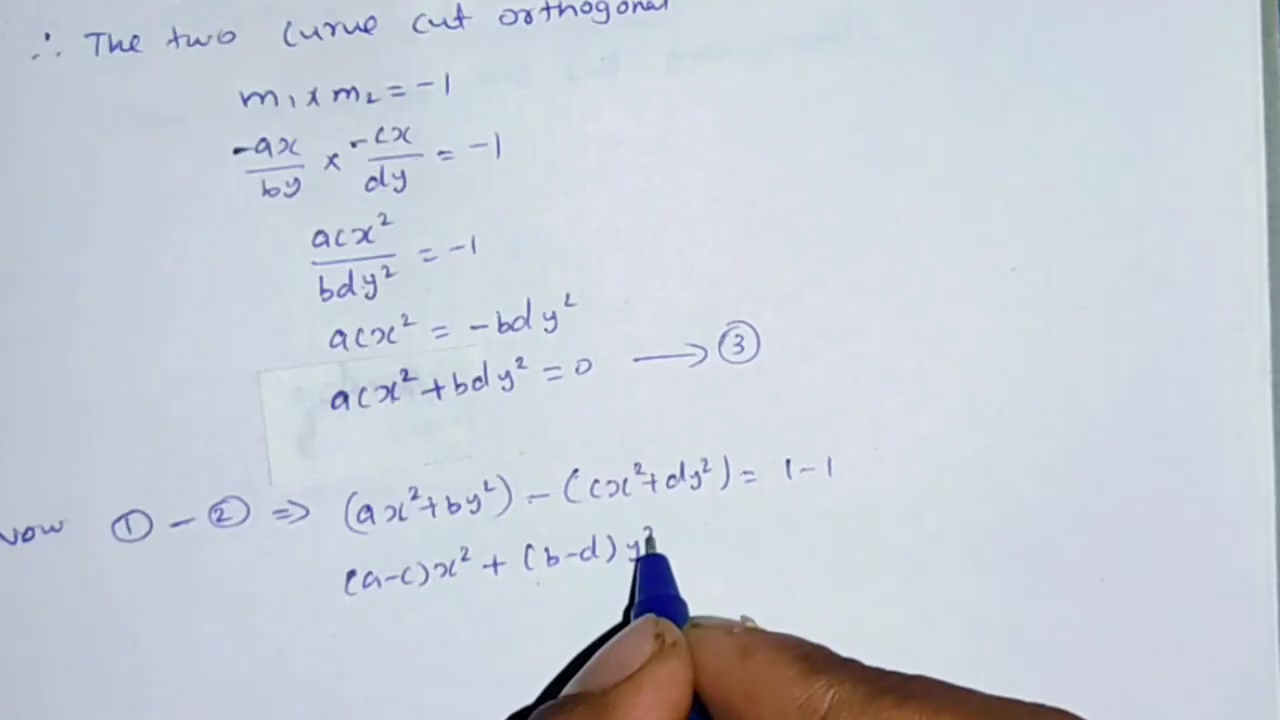 ∴ The two curve cut orthogonal
m₁ × m₂ = -1
-ax/by × -cx/dy = -1
acx²/bdy² = -1
acx² = -bdy²
acx² + bdy² = 0 → ③
now ① - ② ⇒ (ax² + by²) - (cx² + dy²) = 1 - 1
(a-c)x² + (b-d)y²